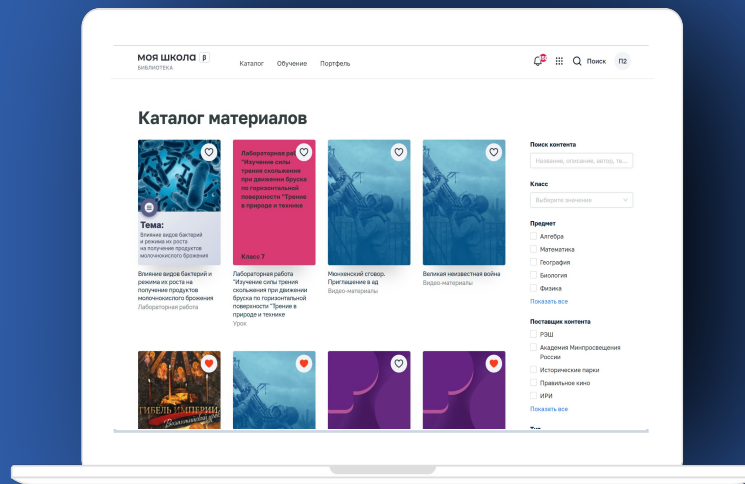 МОЯ ШКОЛА β
БИБЛИОТЕКА
Каталог Обучение Портфель
Поиск
П2
Каталог материалов
Тема:
Влияние видов бактерий
и режима их роста
на получение продуктов
молочнокислого брожения
Влияние видов бактерий и
режима их роста на
получение продуктов
молочнокислого брожения
Лабораторная работа
Лабораторная
"Изучение силы
трения скольжения
при движении бруска
по горизонтальной
поверхности "Трение
в природе и технике
Класс 7
Лабораторная работа
"Изучение силы трения
скольжения при движении
бруска по горизонтальной
поверхности "Трение в
природе и технике
Урок
Мюнхенский сговор.
Приглашение в ад
Видео-материалы
Великая неизвестная война
Видео-материалы
ГИБЕЛЬ ИМПЕРИИ
Поиск контента
Название, описание, автор, те...
Класс
Выберите значение
Предмет
Алгебра
Математика
География
Биология
Физика
Показать все
Поставщик контента
РЭШ
Академия Минпросвещения
России
Исторические парки
Правильное кино
ИРИ
Показать все